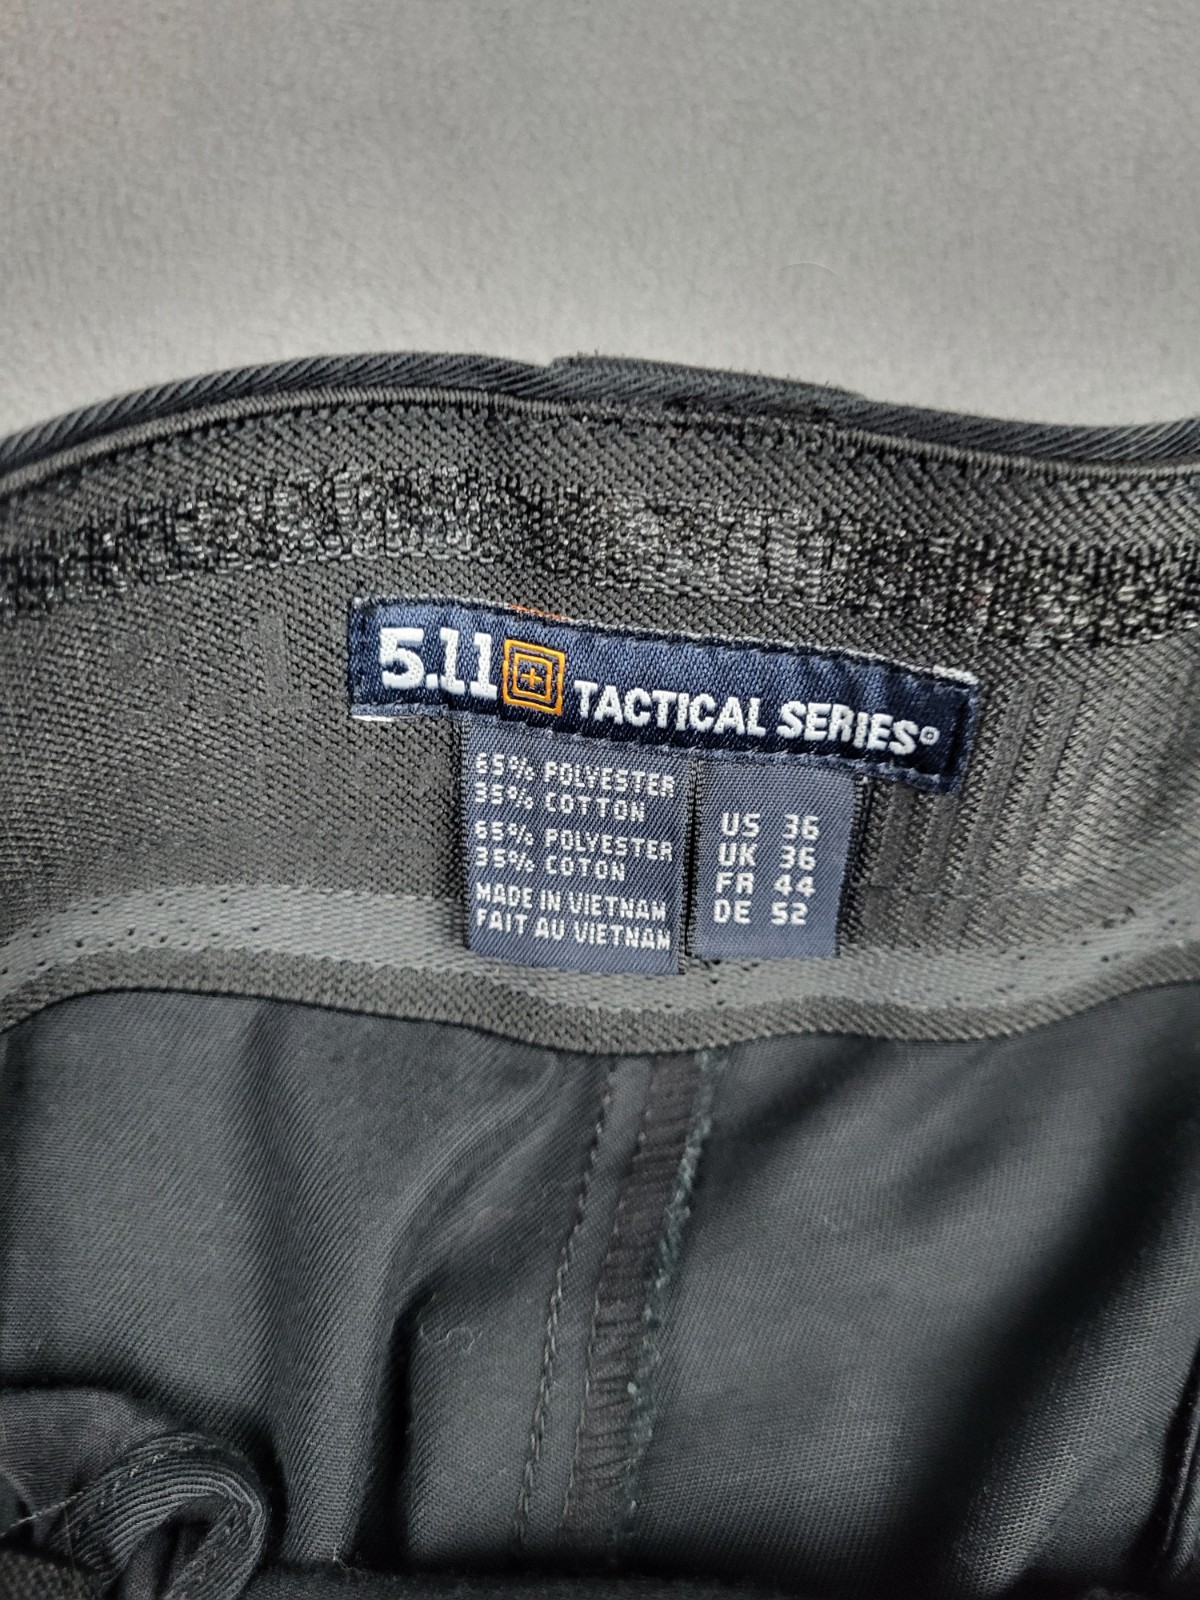 5.11 TACTICAL SERIES®
65% POLYESTER
35% COTTON
65% POLYESTER
35% COTON
MADE IN VIETNAM
FAIT AU VIETNAM
US 36
UK 36
FR 44
DE 52